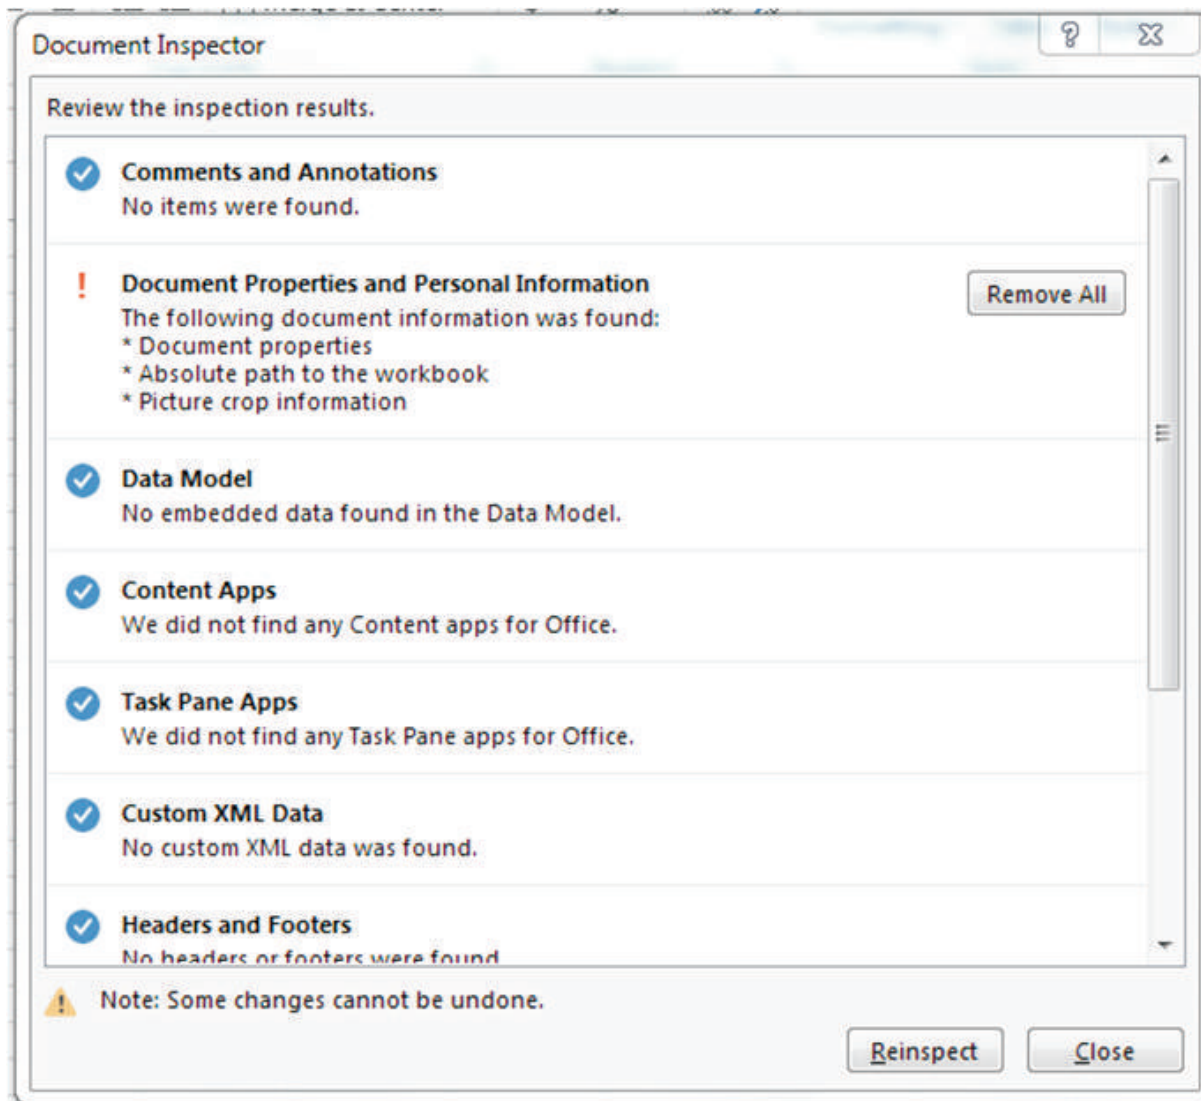 Document Inspector
Review the inspection results.
Comments and Annotations
No items were found.
! Document Properties and Personal Information
Remove All
The following document information was found:
* Document properties
* Absolute path to the workbook
* Picture crop information
Data Model
No embedded data found in the Data Model.
Content Apps
We did not find any Content apps for Office.
Task Pane Apps
We did not find any Task Pane apps for Office.
Custom XML Data
No custom XML data was found.
Headers and Footers
No headers or footers were found
Note: Some changes cannot be undone.
Reinspect Close